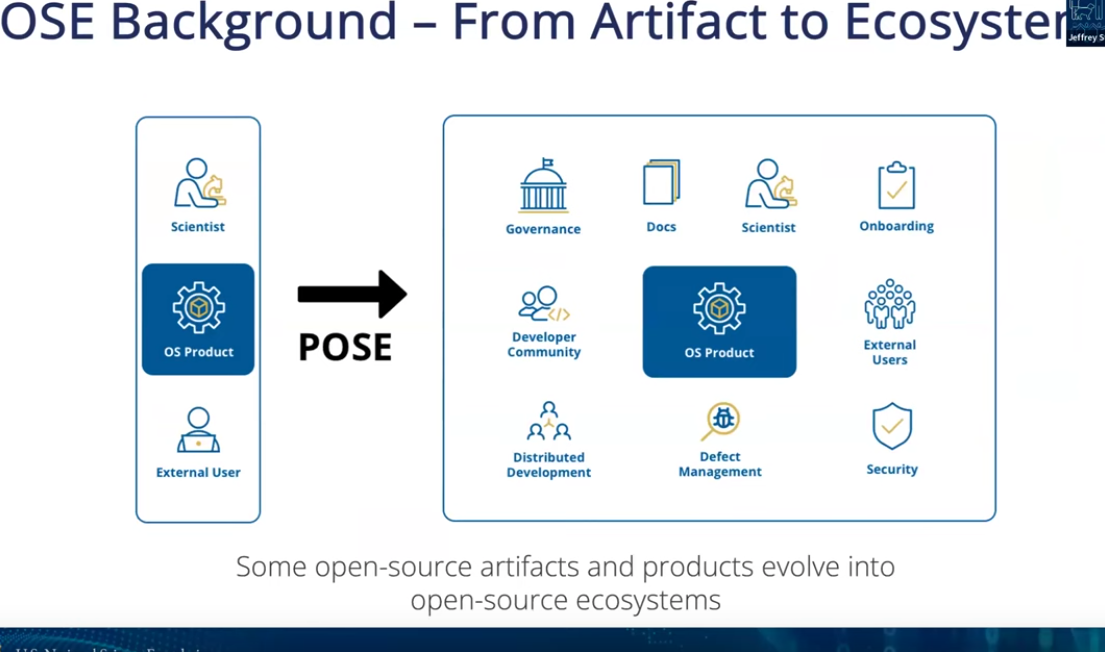 OSE Background – From Artifact to Ecosystem
Jeffrey S
Scientist
OS Product
External User
POSE
Governance
Docs
Scientist
Onboarding
Developer
Community
OS Product
External
Users
Distributed
Development
Defect
Management
Security
Some open-source artifacts and products evolve into
open-source ecosystems